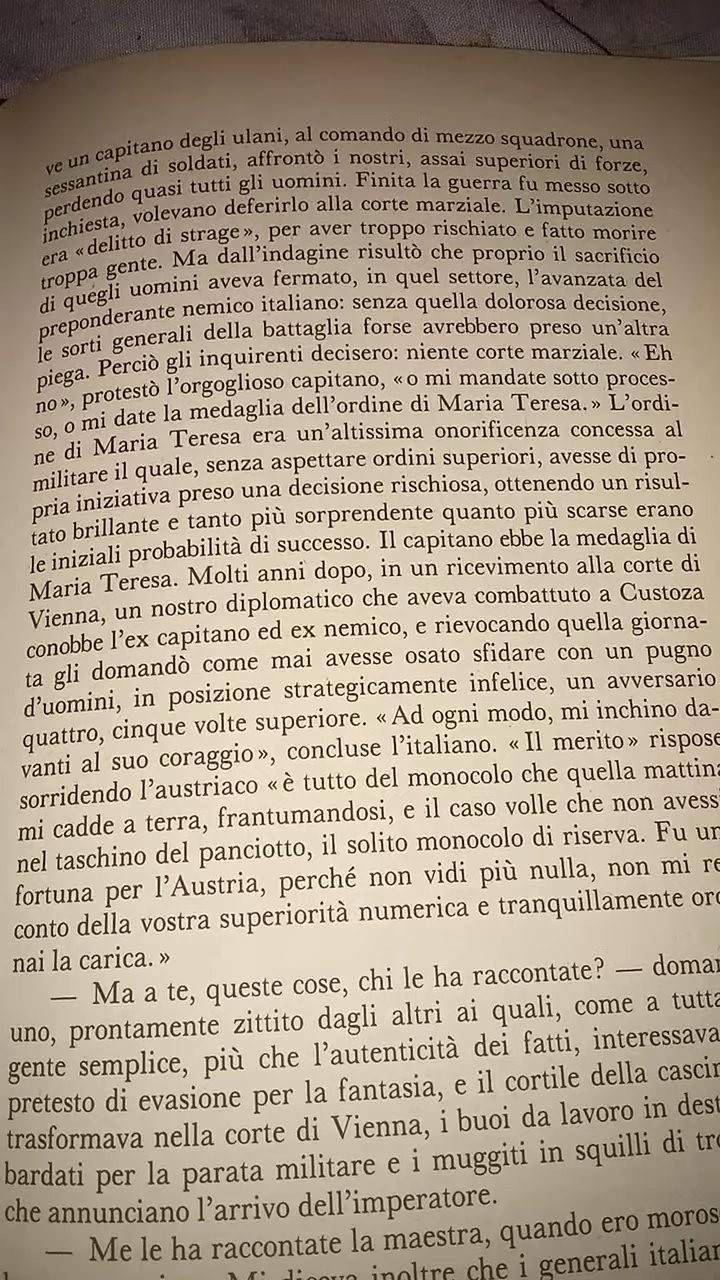 ve un capitano degli ulani, al comando di mezzo squadrone, una
sessantina di soldati, affrontò i nostri, assai superiori di forze,
perdendo quasi tutti gli uomini. Finita la guerra fu messo sotto
inchiesta, volevano deferirlo alla corte marziale. L'imputazione
era «delitto di strage», per aver troppo rischiato e fatto morire
troppa gente. Ma dall'indagine risultò che proprio il sacrificio
di quegli uomini aveva fermato, in quel settore, l'avanzata del
preponderante nemico italiano: senza quella dolorosa decisione,
le sorti generali della battaglia forse avrebbero preso un'altra
piega. Perciò gli inquirenti decisero: niente corte marziale. «Eh
no», protestò l'orgoglioso capitano, «o mi mandate sotto proces-
so, o mi date la medaglia dell'ordine di Maria Teresa.» L'ordi-
ne di Maria Teresa era un'altissima onorificenza concessa al
militare il quale, senza aspettare ordini superiori, avesse di pro-
pria iniziativa preso una decisione rischiosa, ottenendo un risul-
tato brillante e tanto più sorprendente quanto più scarse erano
le iniziali probabilità di successo. Il capitano ebbe la medaglia di
Maria Teresa. Molti anni dopo, in un ricevimento alla corte di
Vienna, un nostro diplomatico che aveva combattuto a Custoza
conobbe l'ex capitano ed ex nemico, e rievocando quella giorna-
ta gli domandò come mai avesse osato sfidare con un pugno
d'uomini, in posizione strategicamente infelice, un avversario
quattro, cinque volte superiore. «Ad ogni modo, mi inchino da-
vanti al suo coraggio», concluse l'italiano. «Il merito» rispose
sorridendo l'austriaco «è tutto del monocolo che quella mattina
mi cadde a terra, frantumandosi, e il caso volle che non avess
nel taschino del panciotto, il solito monocolo di riserva. Fu un
fortuna per l'Austria, perché non vidi più nulla, non mi re
conto della vostra superiorità numerica e tranquillamente ord
nai la carica.»
— Ma a te, queste cose, chi le ha raccontate? — doman
uno, prontamente zittito dagli altri ai quali, come a tutta
gente semplice, più che l'autenticità dei fatti, interessava
pretesto di evasione per la fantasia, e il cortile della cascin
trasformava nella corte di Vienna, i buoi da lavoro in dest
bardati per la parata militare e i muggiti in squilli di tro
che annunciano l'arrivo dell'imperatore.
— Me le ha raccontate la maestra, quando ero moros
Mi diceva inoltre che i generali italian